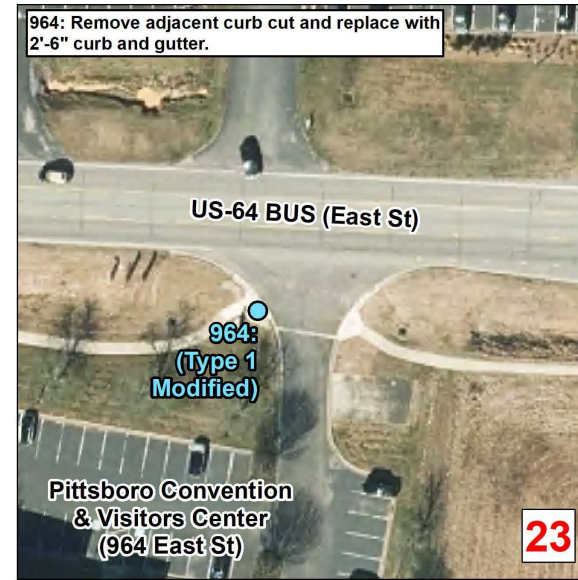 964: Remove adjacent curb cut and replace with
2'-6" curb and gutter.
US-64 BUS (East St)
964:
(Type 1
Modified)
Pittsboro Convention
& Visitors Center
(964 East St)
23